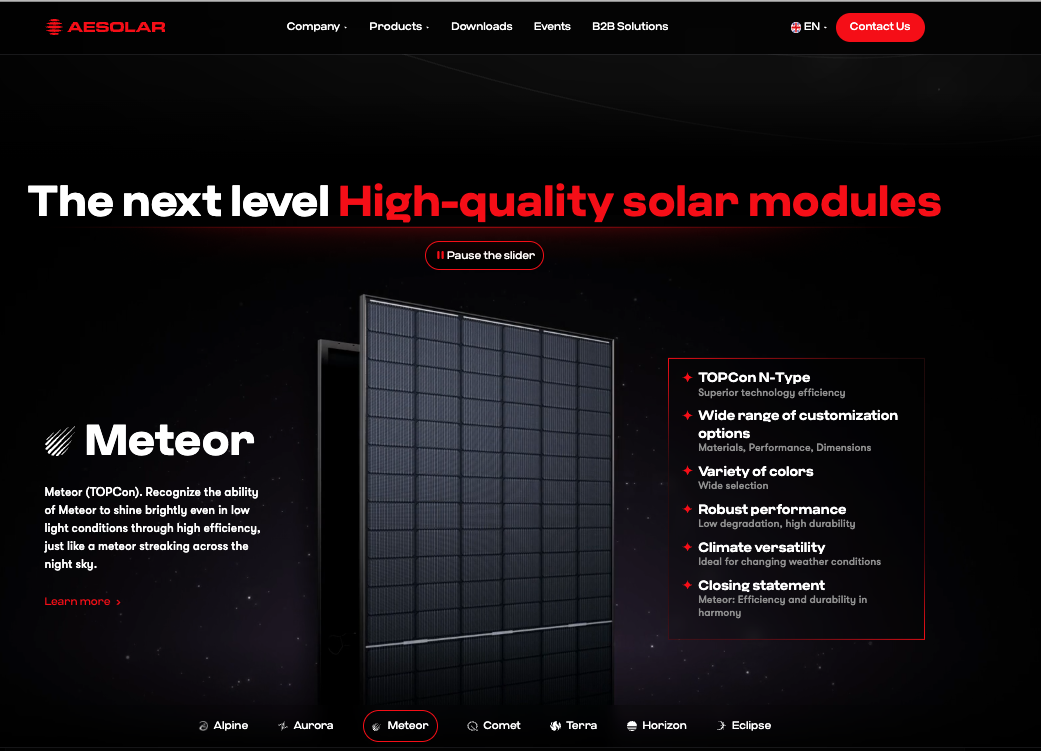 AESOLAR
Company
Products
Downloads
Events
B2B Solutions
EN
Contact Us
The next level High-quality solar modules
Pause the slider
Meteor
Meteor (TOPCon). Recognize the ability
of Meteor to shine brightly even in low
light conditions through high efficiency,
just like a meteor streaking across the
night sky.
Learn more
TOPCon N-Type
Superior technology efficiency
Wide range of customization
options
Materials, Performance, Dimensions
Variety of colors
Wide selection
Robust performance
Low degradation, high durability
Climate versatility
Ideal for changing weather conditions
Closing statement
Meteor: Efficiency and durability in
harmony
Alpine
Aurora
Meteor
Comet
Terra
Horizon
Eclipse